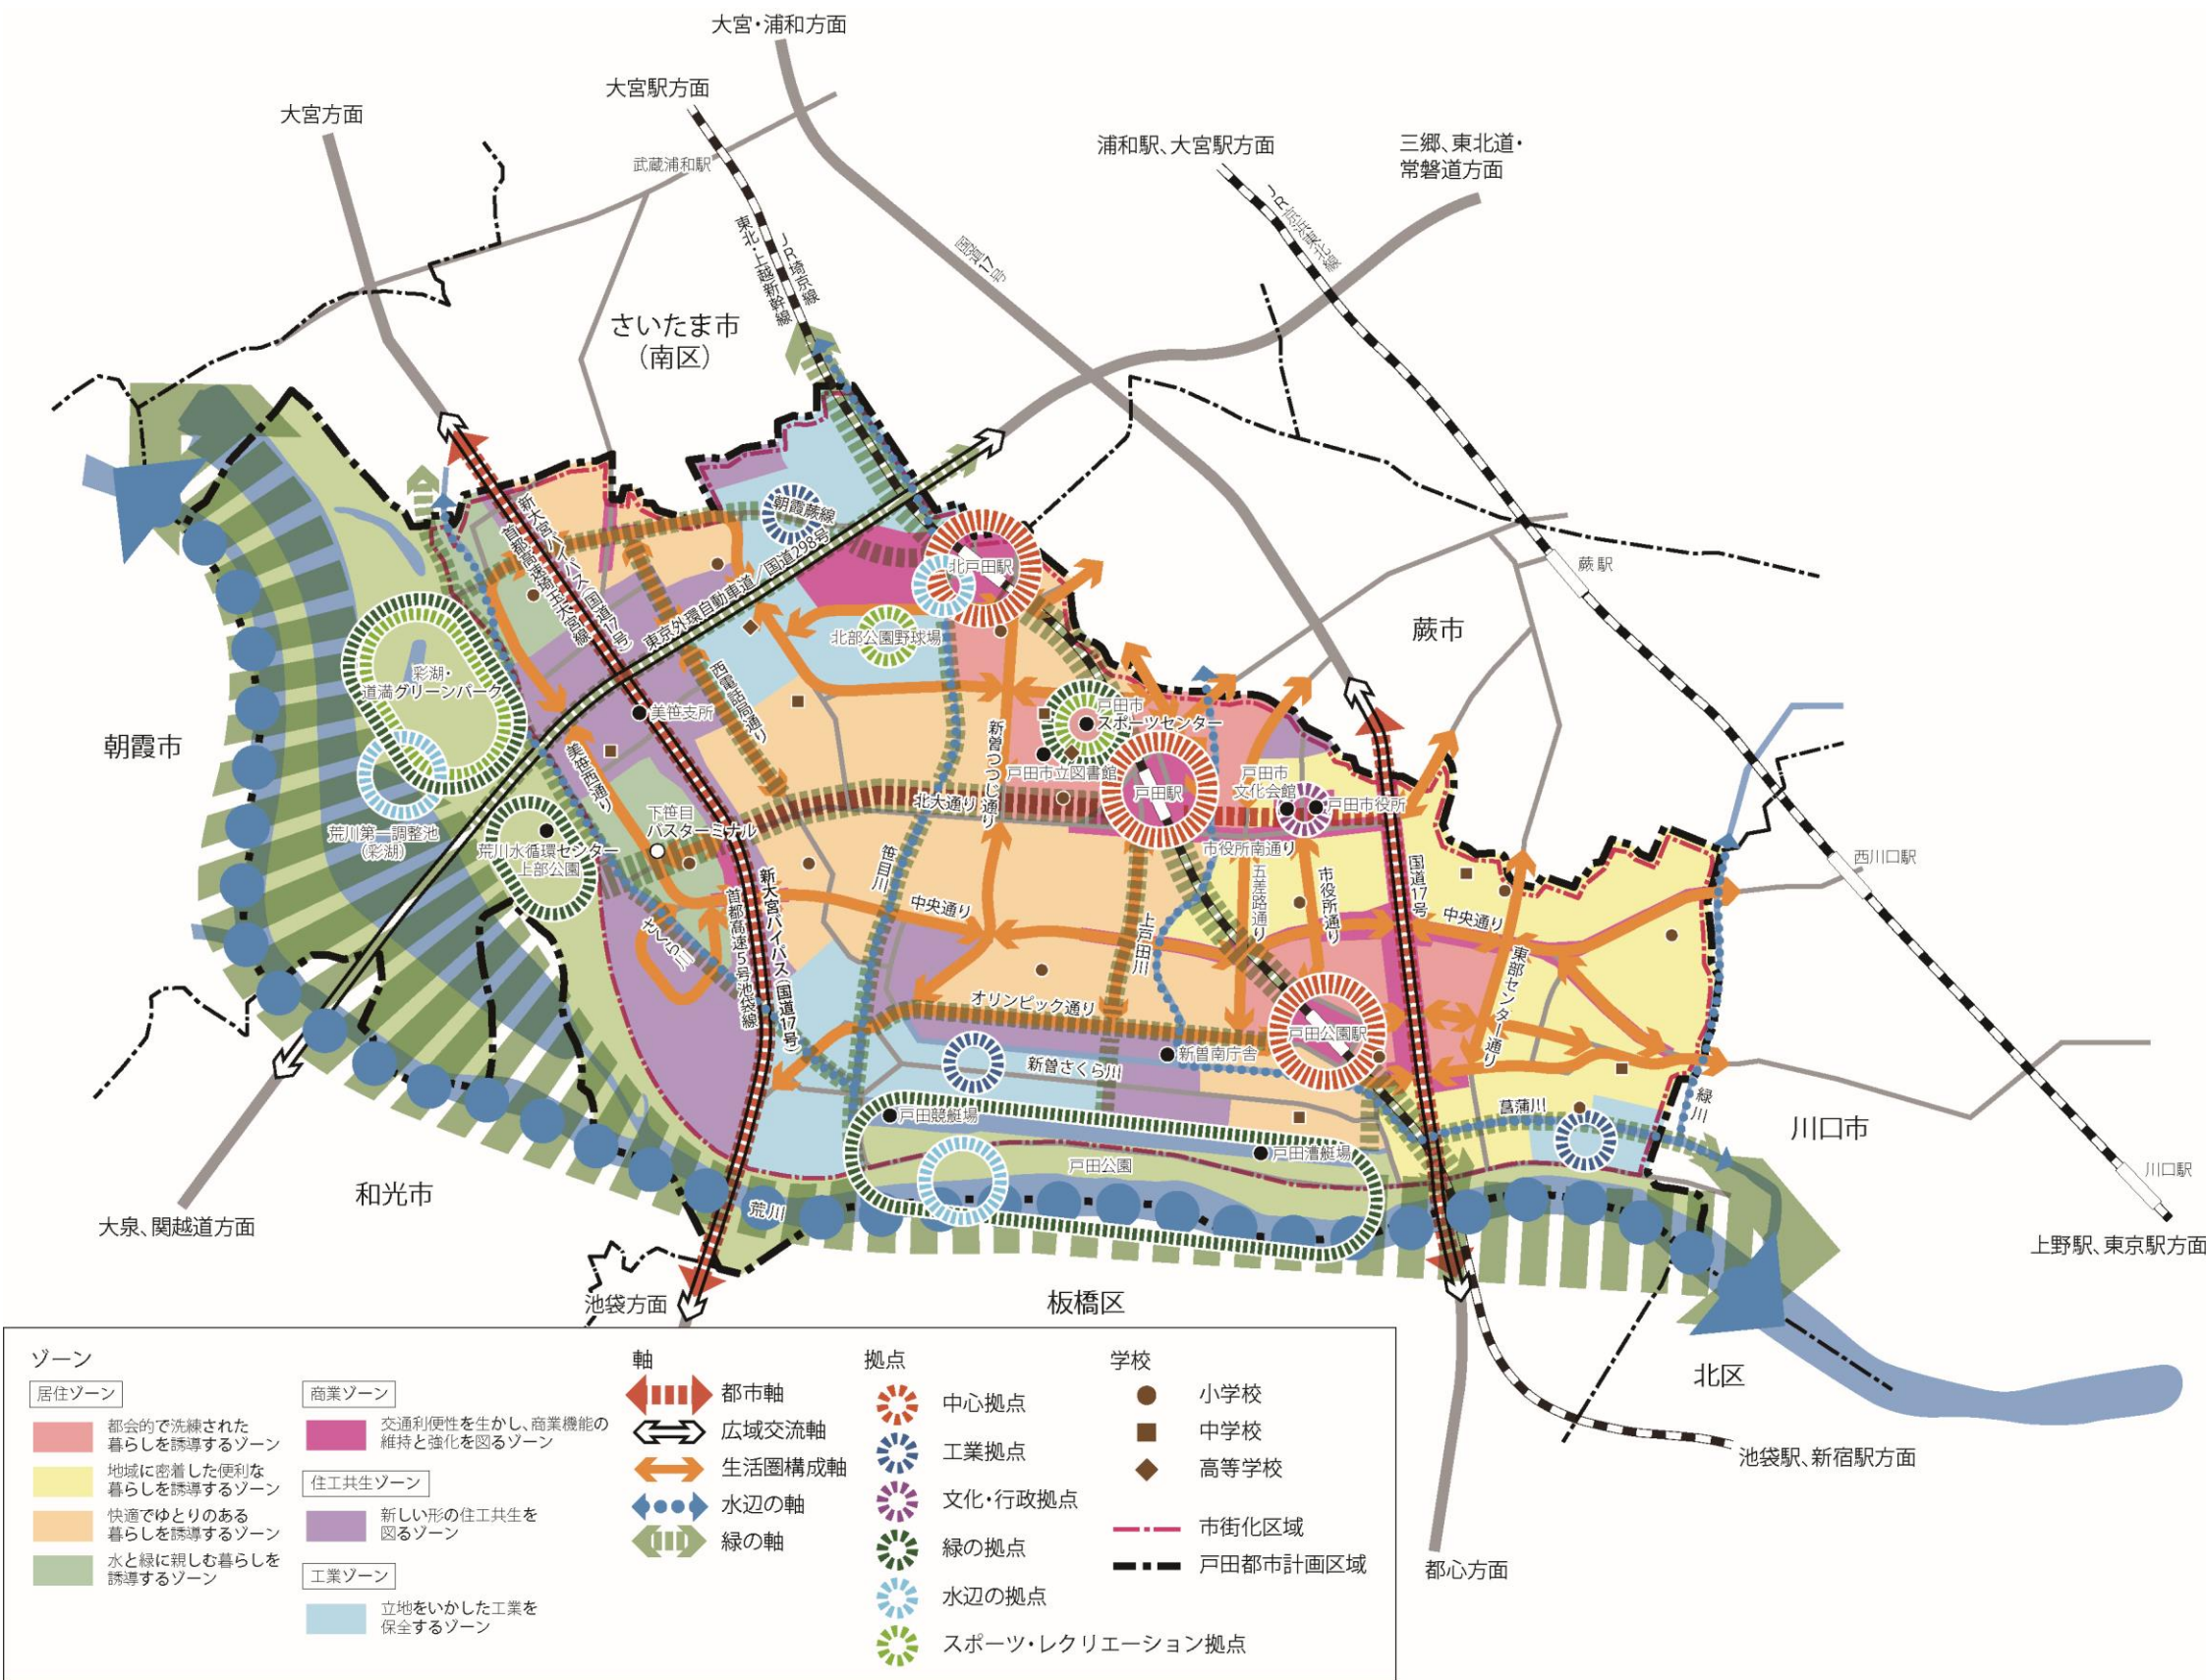 大宮・浦和方面
大宮駅方面
大宮方面
武蔵浦和駅
浦和駅、大宮駅方面
三郷、東北道・
常磐道方面
JR京浜東北線
国道17号
JR埼京線
東北・上越新幹線
さいたま市
(南区)
新大宮バイパス(国道17号)
首都高速埼玉大宮線
朝霞蕨線
東京外環自動車道/国道298号
北戸田駅
蕨駅
蕨市
北部公園野球場
彩湖・
道満グリーンパーク
美笹支所
西電話局通り
戸田市
スポーツセンター
朝霞市
美笹西通り
新曽つつじ通り
戸田市立図書館
戸田駅
戸田市
文化会館
戸田市役所
北大通り
下笹目
バスターミナル
荒川第一調整池
(彩湖)
荒川水循環センター
上部公園
笹目川
市役所南通り
五差路通り
市役所通り
国道17号
西川口駅
新大宮バイパス(国道17号)
首都高速5号池袋線
さくら川
中央通り
上戸田川
中央通り
東部センター通り
オリンピック通り
戸田公園駅
新曽南庁舎
新曽さくら川
戸田競艇場
菖蒲川
緑川
川口市
戸田漕艇場
戸田公園
川口駅
和光市
荒川
大泉、関越道方面
上野駅、東京駅方面
池袋方面
板橋区
北区
池袋駅、新宿駅方面
都心方面
ゾーン
居住ゾーン
都会的で洗練された
暮らしを誘導するゾーン
地域に密着した便利な
暮らしを誘導するゾーン
快適でゆとりのある
暮らしを誘導するゾーン
水と緑に親しむ暮らしを
誘導するゾーン
商業ゾーン
交通利便性を生かし、商業機能の
維持と強化を図るゾーン
住工共生ゾーン
新しい形の住工共生を
図るゾーン
工業ゾーン
立地をいかした工業を
保全するゾーン
軸
都市軸
広域交流軸
生活圏構成軸
水辺の軸
緑の軸
拠点
中心拠点
工業拠点
文化・行政拠点
緑の拠点
水辺の拠点
スポーツ・レクリエーション拠点
学校
小学校
中学校
高等学校
市街化区域
戸田都市計画区域